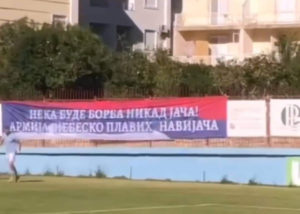 НЕКА БУДЕ БОРБА НИКАД ЈАЧА!
АРМИЈА НЕБЕСКО ПЛАВИХ НАВИЈАЧА